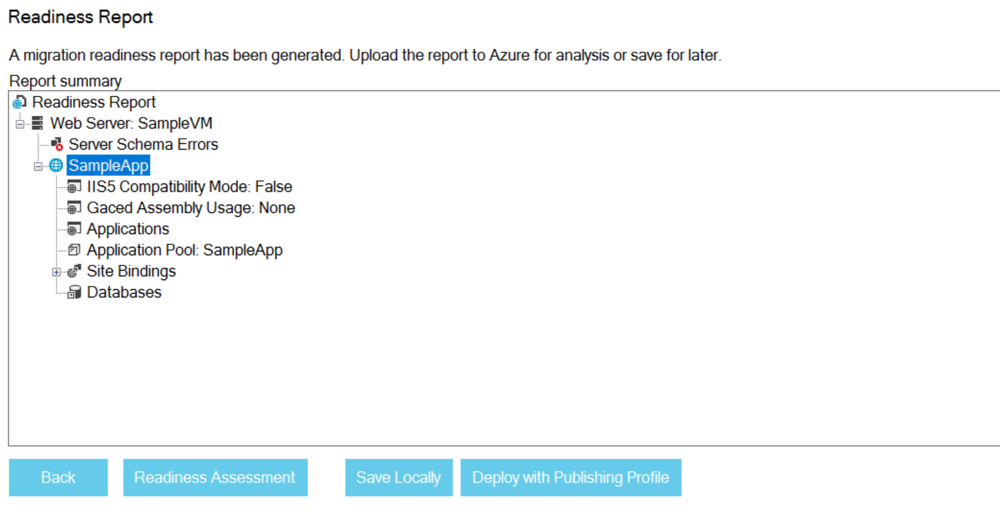 Readiness Report
A migration readiness report has been generated. Upload the report to Azure for analysis or save for later.
Report summary
Readiness Report
Web Server: SampleVM
Server Schema Errors
SampleApp
IIS5 Compatibility Mode: False
Gaced Assembly Usage: None
Applications
Application Pool: SampleApp
Site Bindings
Databases
Back Readiness Assessment Save Locally Deploy with Publishing Profile